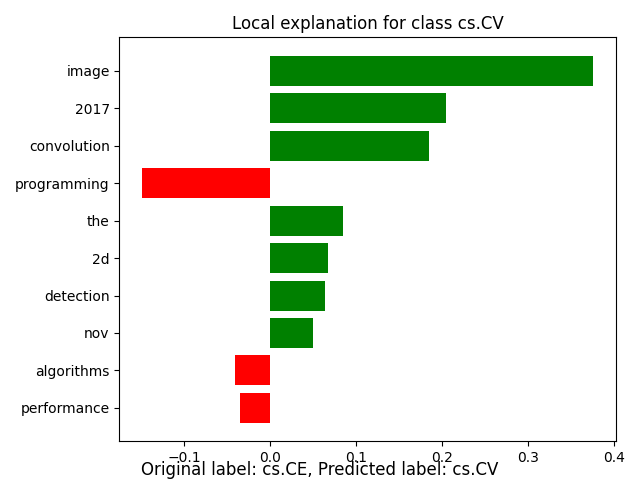 Local explanation for class cs.CV
image
2017
convolution
programming
the
2d
detection
nov
algorithms
performance
−0.1 0.0 0.1 0.2 0.3 0.4
Original label: cs.CE, Predicted label: cs.CV